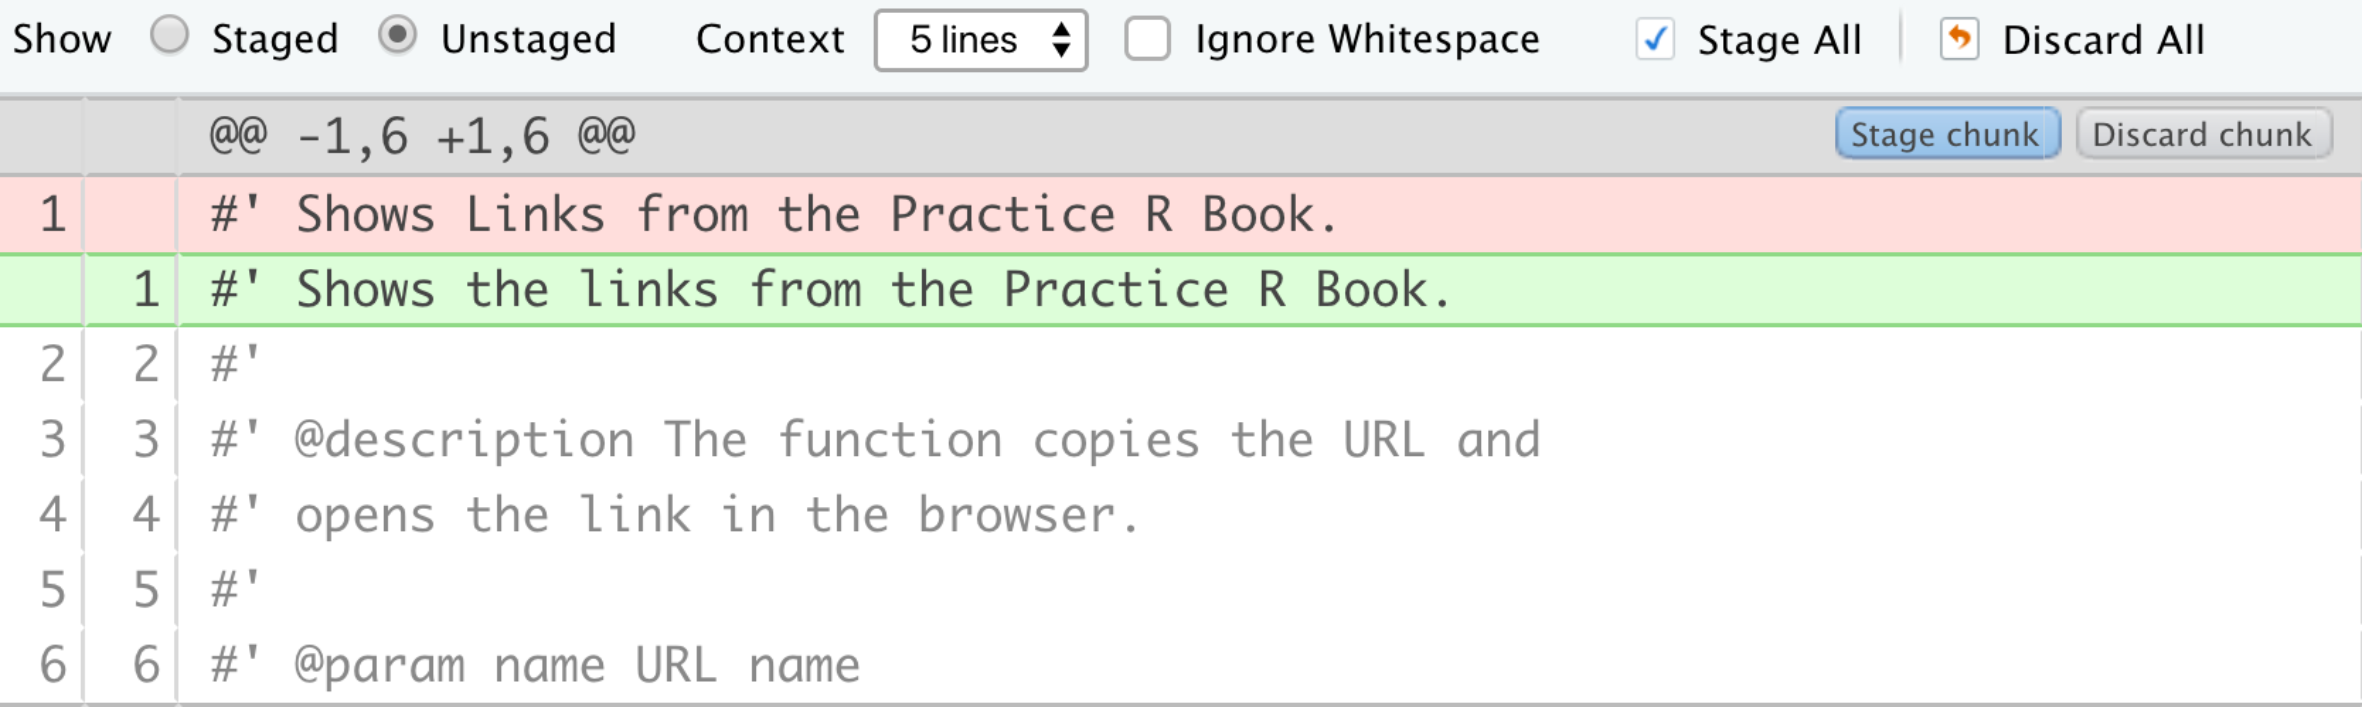 Show Staged Unstaged Context 5 lines Ignore Whitespace Stage All Discard All
@@ -1,6 +1,6 @@ Stage chunk Discard chunk
1 #' Shows Links from the Practice R Book.
1 #' Shows the links from the Practice R Book.
2 2 #'
3 3 #' @description The function copies the URL and
4 4 #' opens the link in the browser.
5 5 #'
6 6 #' @param name URL name